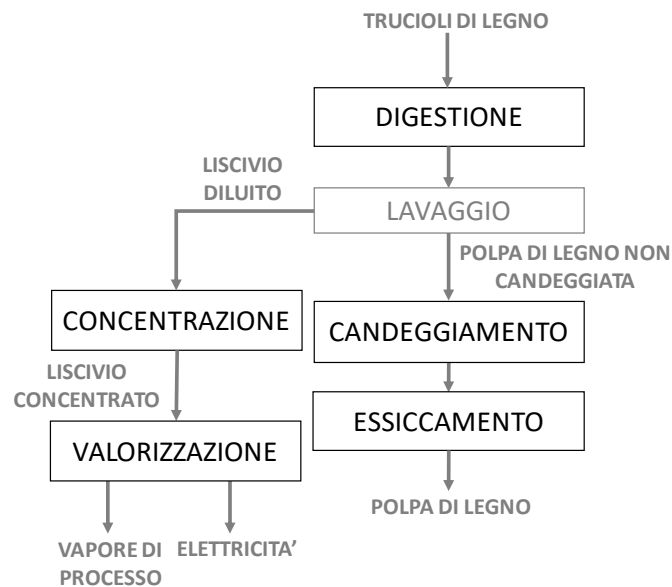 TRUCIOLI DI LEGNO
DIGESTIONE
LISCIVIO
DILUITO
LAVAGGIO
POLPA DI LEGNO NON
CANDEGGIATA
CONCENTRAZIONE
CANDEGGIAMENTO
LISCIVIO
CONCENTRATO
ESSICCAMENTO
VALORIZZAZIONE
POLPA DI LEGNO
VAPORE DI
PROCESSO
ELETTRICITA'